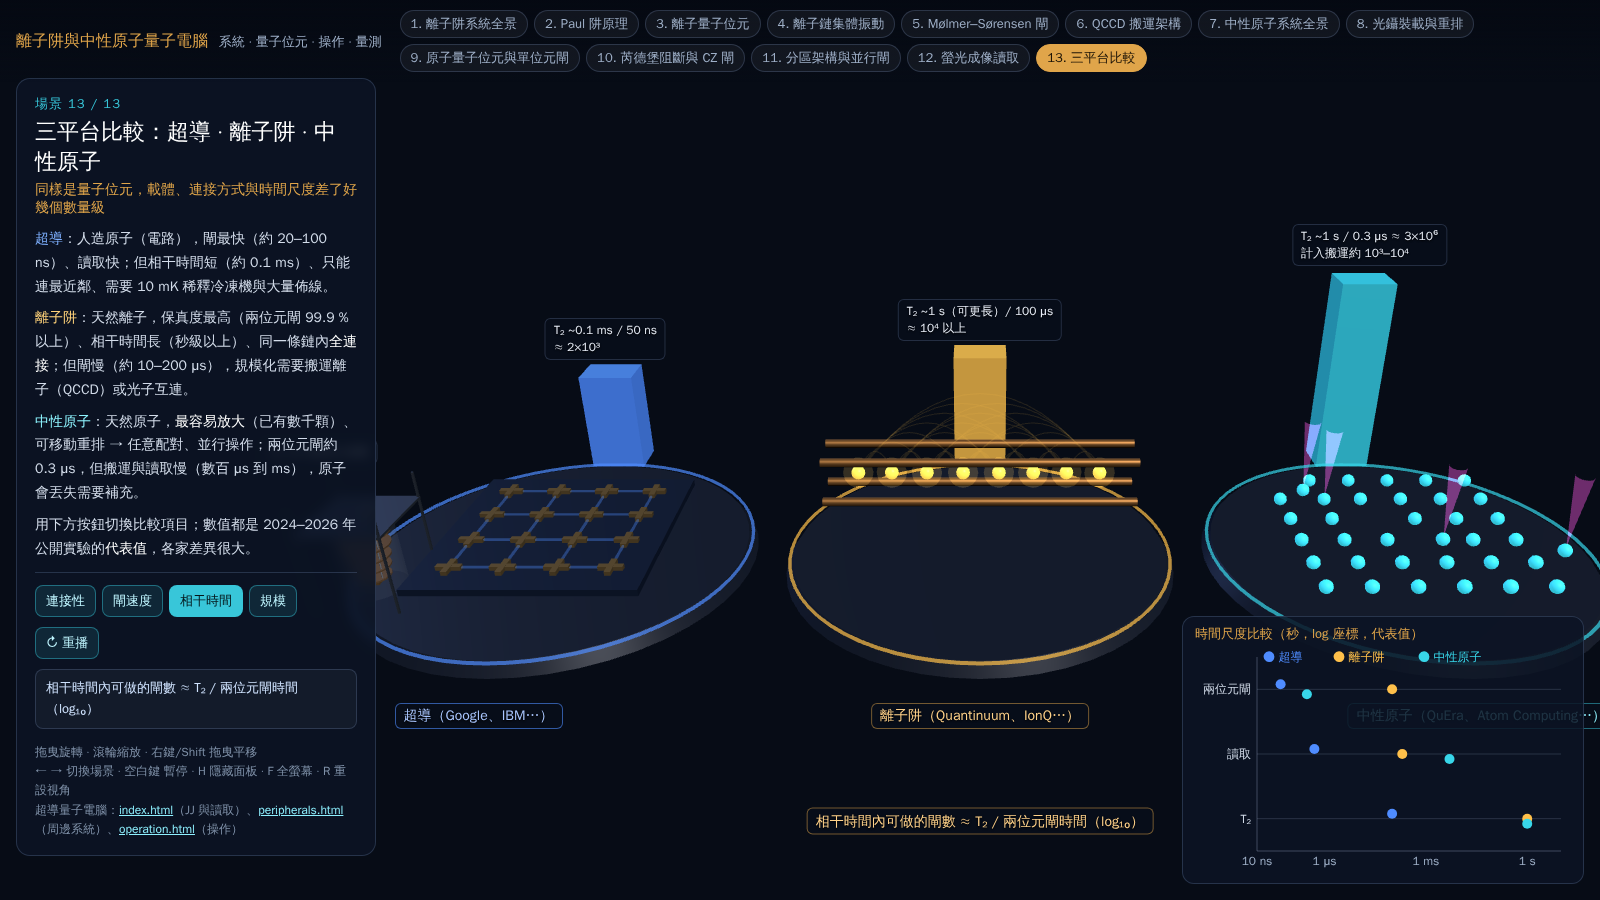 離子阱與中性原子量子電腦 系統 · 量子位元 · 操作 · 量測
1. 離子阱系統全景
2. Paul 阱原理
3. 離子量子位元
4. 離子鏈集體振動
5. Mølmer–Sørensen 閘
6. QCCD 搬運架構
7. 中性原子系統全景
8. 光鑷裝載與重排
9. 原子量子位元與單位元閘
10. 芮德堡阻斷與 CZ 閘
11. 分區架構與並行閘
12. 螢光成像讀取
13. 三平台比較
場景 13 / 13
三平台比較：超導 · 離子阱 · 中
性原子
同樣是量子位元，載體、連接方式與時間尺度差了好
幾個數量級
超導：人造原子（電路），閘最快（約 20–100
ns）、讀取快；但相干時間短（約 0.1 ms）、只能
連最近鄰、需要 10 mK 稀釋冷凍機與大量佈線。
離子阱：天然離子，保真度最高（兩位元閘 99.9 %
以上）、相干時間長（秒級以上）、同一條鏈內全連
接；但閘慢（約 10–200 µs），規模化需要搬運離
子（QCCD）或光子互連。
中性原子：天然原子，最容易放大（已有數千顆）、
可移動重排 → 任意配對、並行操作；兩位元閘約
0.3 µs，但搬運與讀取慢（數百 µs 到 ms），原子
會丟失需要補充。
用下方按鈕切換比較項目；數值都是 2024–2026 年
公開實驗的代表值，各家差異很大。
連接性
閘速度
相干時間
規模
↻ 重播
相干時間內可做的閘數 ≈ T₂ / 兩位元閘時間
（log₁₀）
拖曳旋轉 · 滾輪縮放 · 右鍵/Shift 拖曳平移
← → 切換場景 · 空白鍵 暫停 · H 隱藏面板 · F 全螢幕 · R 重
設視角
超導量子電腦：index.html（JJ 與讀取）、peripherals.html
（周邊系統）、operation.html（操作）
T₂ ~0.1 ms / 50 ns
≈ 2×10³
T₂ ~1 s（可更長）/ 100 µs
≈ 10⁴ 以上
T₂ ~1 s / 0.3 µs ≈ 3×10⁶
計入搬運約 10³–10⁴
超導（Google、IBM⋯）
離子阱（Quantinuum、IonQ⋯）
中性原子（QuEra、Atom Computing⋯）
相干時間內可做的閘數 ≈ T₂ / 兩位元閘時間（log₁₀）
時間尺度比較（秒，log 座標，代表值）
超導
離子阱
中性原子
兩位元閘
讀取
T₂
10 ns
1 µs
1 ms
1 s